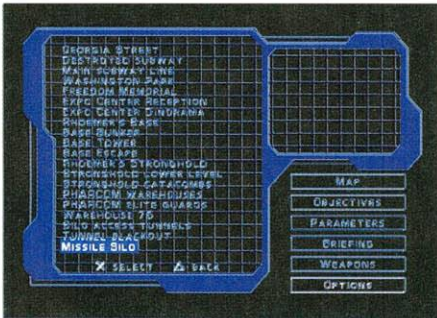 GEORGIA STREET
DESTROYED SUBWAY
MAIN SUBWAY LINE
WASHINGTON PARK
FREEDOM MEMORIAL
EXPO CENTER RECEPTION
EXPO CENTER DINORAMA
RHOEMER'S BASE
BASE BUNKER
BASE TOWER
BASE ESCAPE
RHOEMER'S STRONGHOLD
STRONGHOLD LOWER LEVEL
STRONGHOLD CATACOMBS
PHARCOM WAREHOUSES
PHARCOM ELITE GUARDS
WAREHOUSE 76
SILO ACCESS TUNNELS
TUNNEL BLACKOUT
MISSILE SILO
X SELECT △ BACK
MAP
OBJECTIVES
PARAMETERS
BRIEFING
WEAPONS
OPTIONS